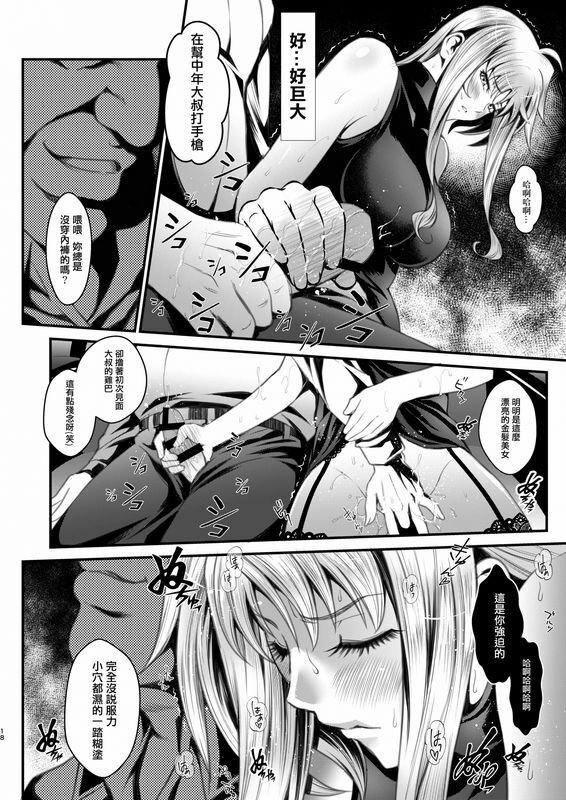 好…好巨大
在幫中年大叔打手槍
哈啊哈啊…
喂喂 妳總是
沒穿內褲的嗎？
明明是這麼
漂亮的金髮美女
卻擼著初次見面
大叔的雞巴
這有點殘念呀(笑)
這是你強迫的
哈啊哈啊哈啊
完全沒説服力
小穴都濕的一踏糊塗
18